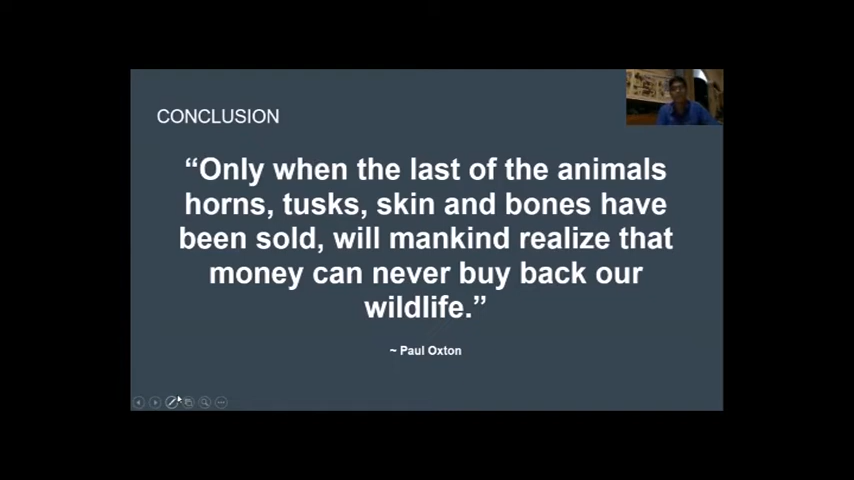 CONCLUSION
“Only when the last of the animals
horns, tusks, skin and bones have
been sold, will mankind realize that
money can never buy back our
wildlife.”
~ Paul Oxton